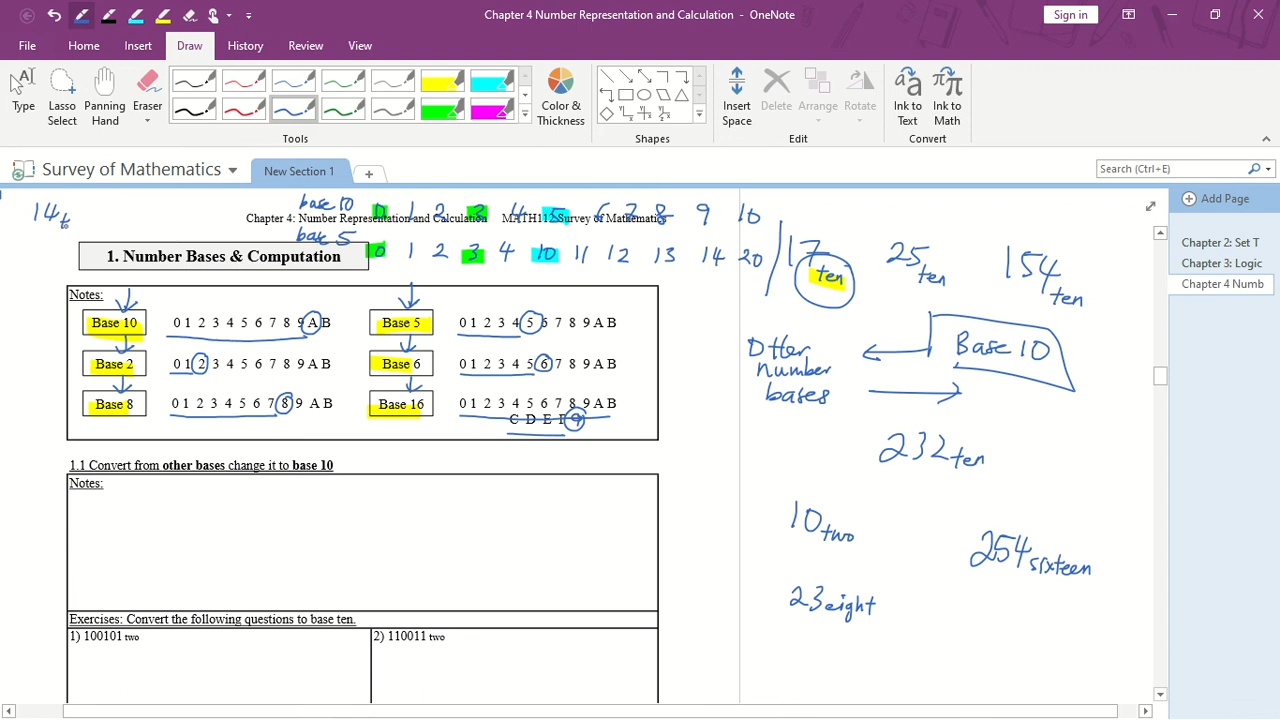 Chapter 4 Number Representation and Calculation - OneNote
Sign in
File Home Insert Draw History Review View
Type
Lasso Select
Panning Hand
Eraser
Color & Thickness
Insert Space
Delete
Arrange
Rotate
Ink to Text
Ink to Math
Tools
Shapes
Edit
Convert
Survey of Mathematics
New Section 1
Search (Ctrl+E)
Add Page
Chapter 2: Set T
Chapter 3: Logic
Chapter 4 Numb
14t
base 10 0 1 2 3 4 5 6 7 8 9 10
Chapter 4: Number Representation and Calculation MATH112 Survey of Mathematics
base 5 0 1 2 3 4 10 11 12 13 14 20
1. Number Bases & Computation
Notes:
Base 10 0 1 2 3 4 5 6 7 8 9 A B
Base 5 0 1 2 3 4 5 6 7 8 9 A B
Base 2 0 1 2 3 4 5 6 7 8 9 A B
Base 6 0 1 2 3 4 5 6 7 8 9 A B
Base 8 0 1 2 3 4 5 6 7 8 9 A B
Base 16 0 1 2 3 4 5 6 7 8 9 A B
C D E F
1.1 Convert from other bases change it to base 10
Notes:
Exercises: Convert the following questions to base ten.
1) 100101 two
2) 110011 two
17 ten
25 ten
154 ten
Otter number bases
Base 10
232 ten
10 two
254 sixteen
23 eight